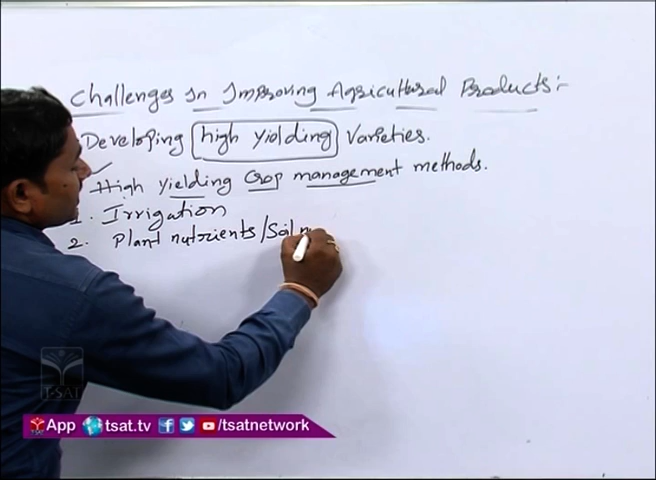 Challenges in Improving Agricultural Products:-
Developing high yielding Varieties.
High yielding Crop management methods.
1. Irrigation
2. Plant nutrients/Soil n
T-SAT
App tsat.tv /tsatnetwork